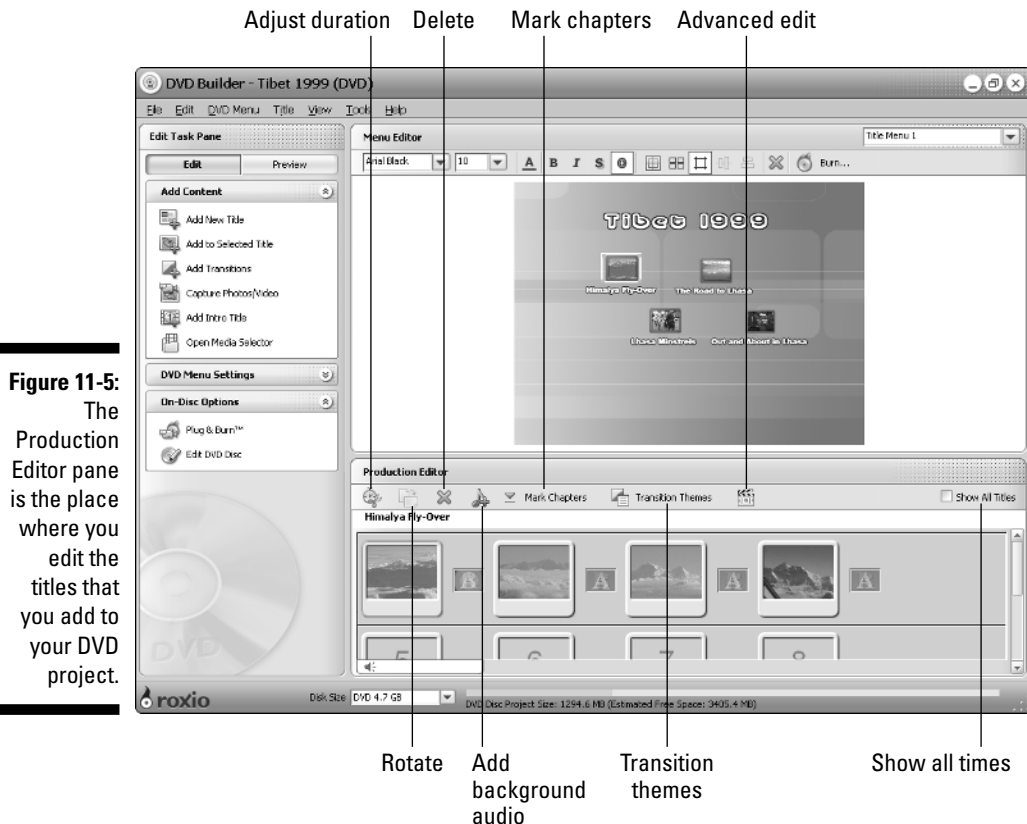 Adjust duration Delete Mark chapters Advanced edit
DVD Builder - Tibet 1999 (DVD)
File Edit DVD Menu Title View Tools Help
Edit Task Pane
Edit Preview
Add Content
Add New Title
Add to Selected Title
Add Transitions
Capture Photos/Video
Add Intro Title
Open Media Selector
DVD Menu Settings
On-Disc Options
Plug & Burn™
Edit DVD Disc
DVD
Menu Editor
Title Menu 1
Arial Black 10 A B I S O Burn...
Tibet 1999
Himalya Fly-Over The Road to Lhasa
Lhasa Minstrels Out and About in Lhasa
Production Editor
Mark Chapters Transition Themes Show All Titles
Himalya Fly-Over
B A A A
5 6 7 8
roxio
Disk Size DVD 4.7 GB DVD Disc Project Size: 1294.6 MB (Estimated Free Space: 3405.4 MB)
Rotate Add background audio Transition themes Show all times
Figure 11-5:
The
Production
Editor pane
is the place
where you
edit the
titles that
you add to
your DVD
project.